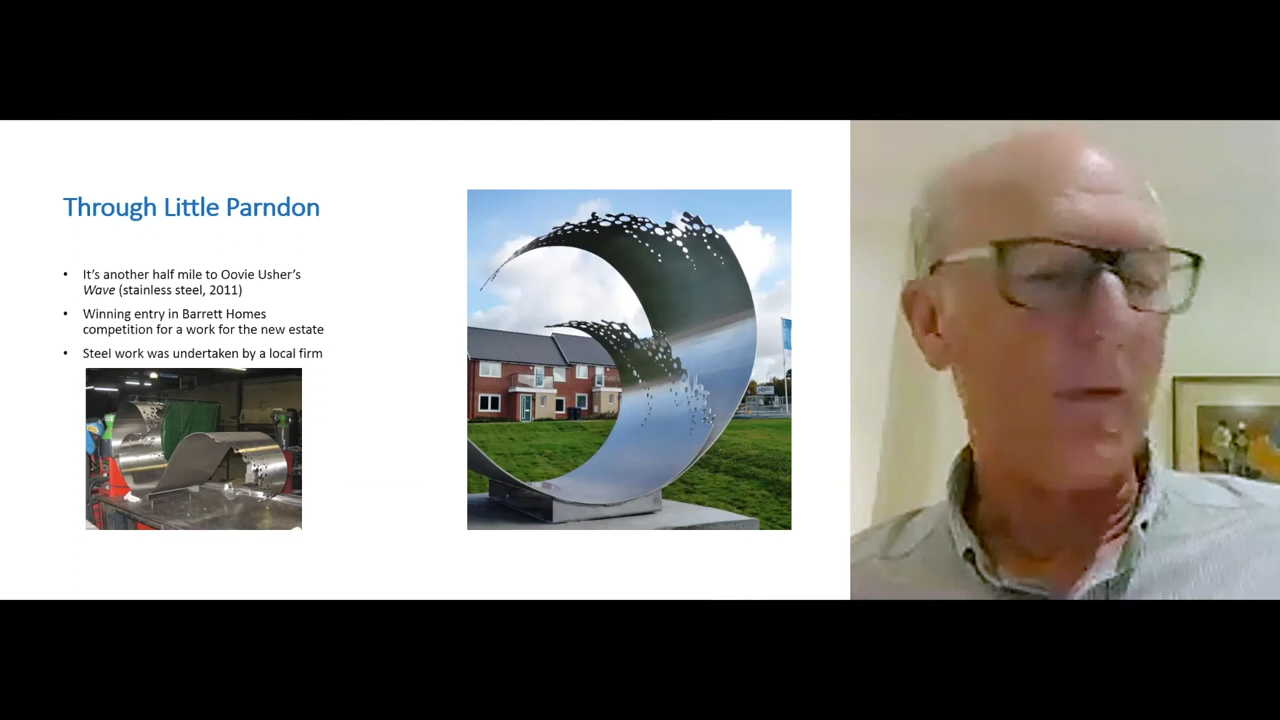 Through Little Parndon
• It’s another half mile to Oovie Usher’s
Wave (stainless steel, 2011)
• Winning entry in Barrett Homes
competition for a work for the new estate
• Steel work was undertaken by a local firm